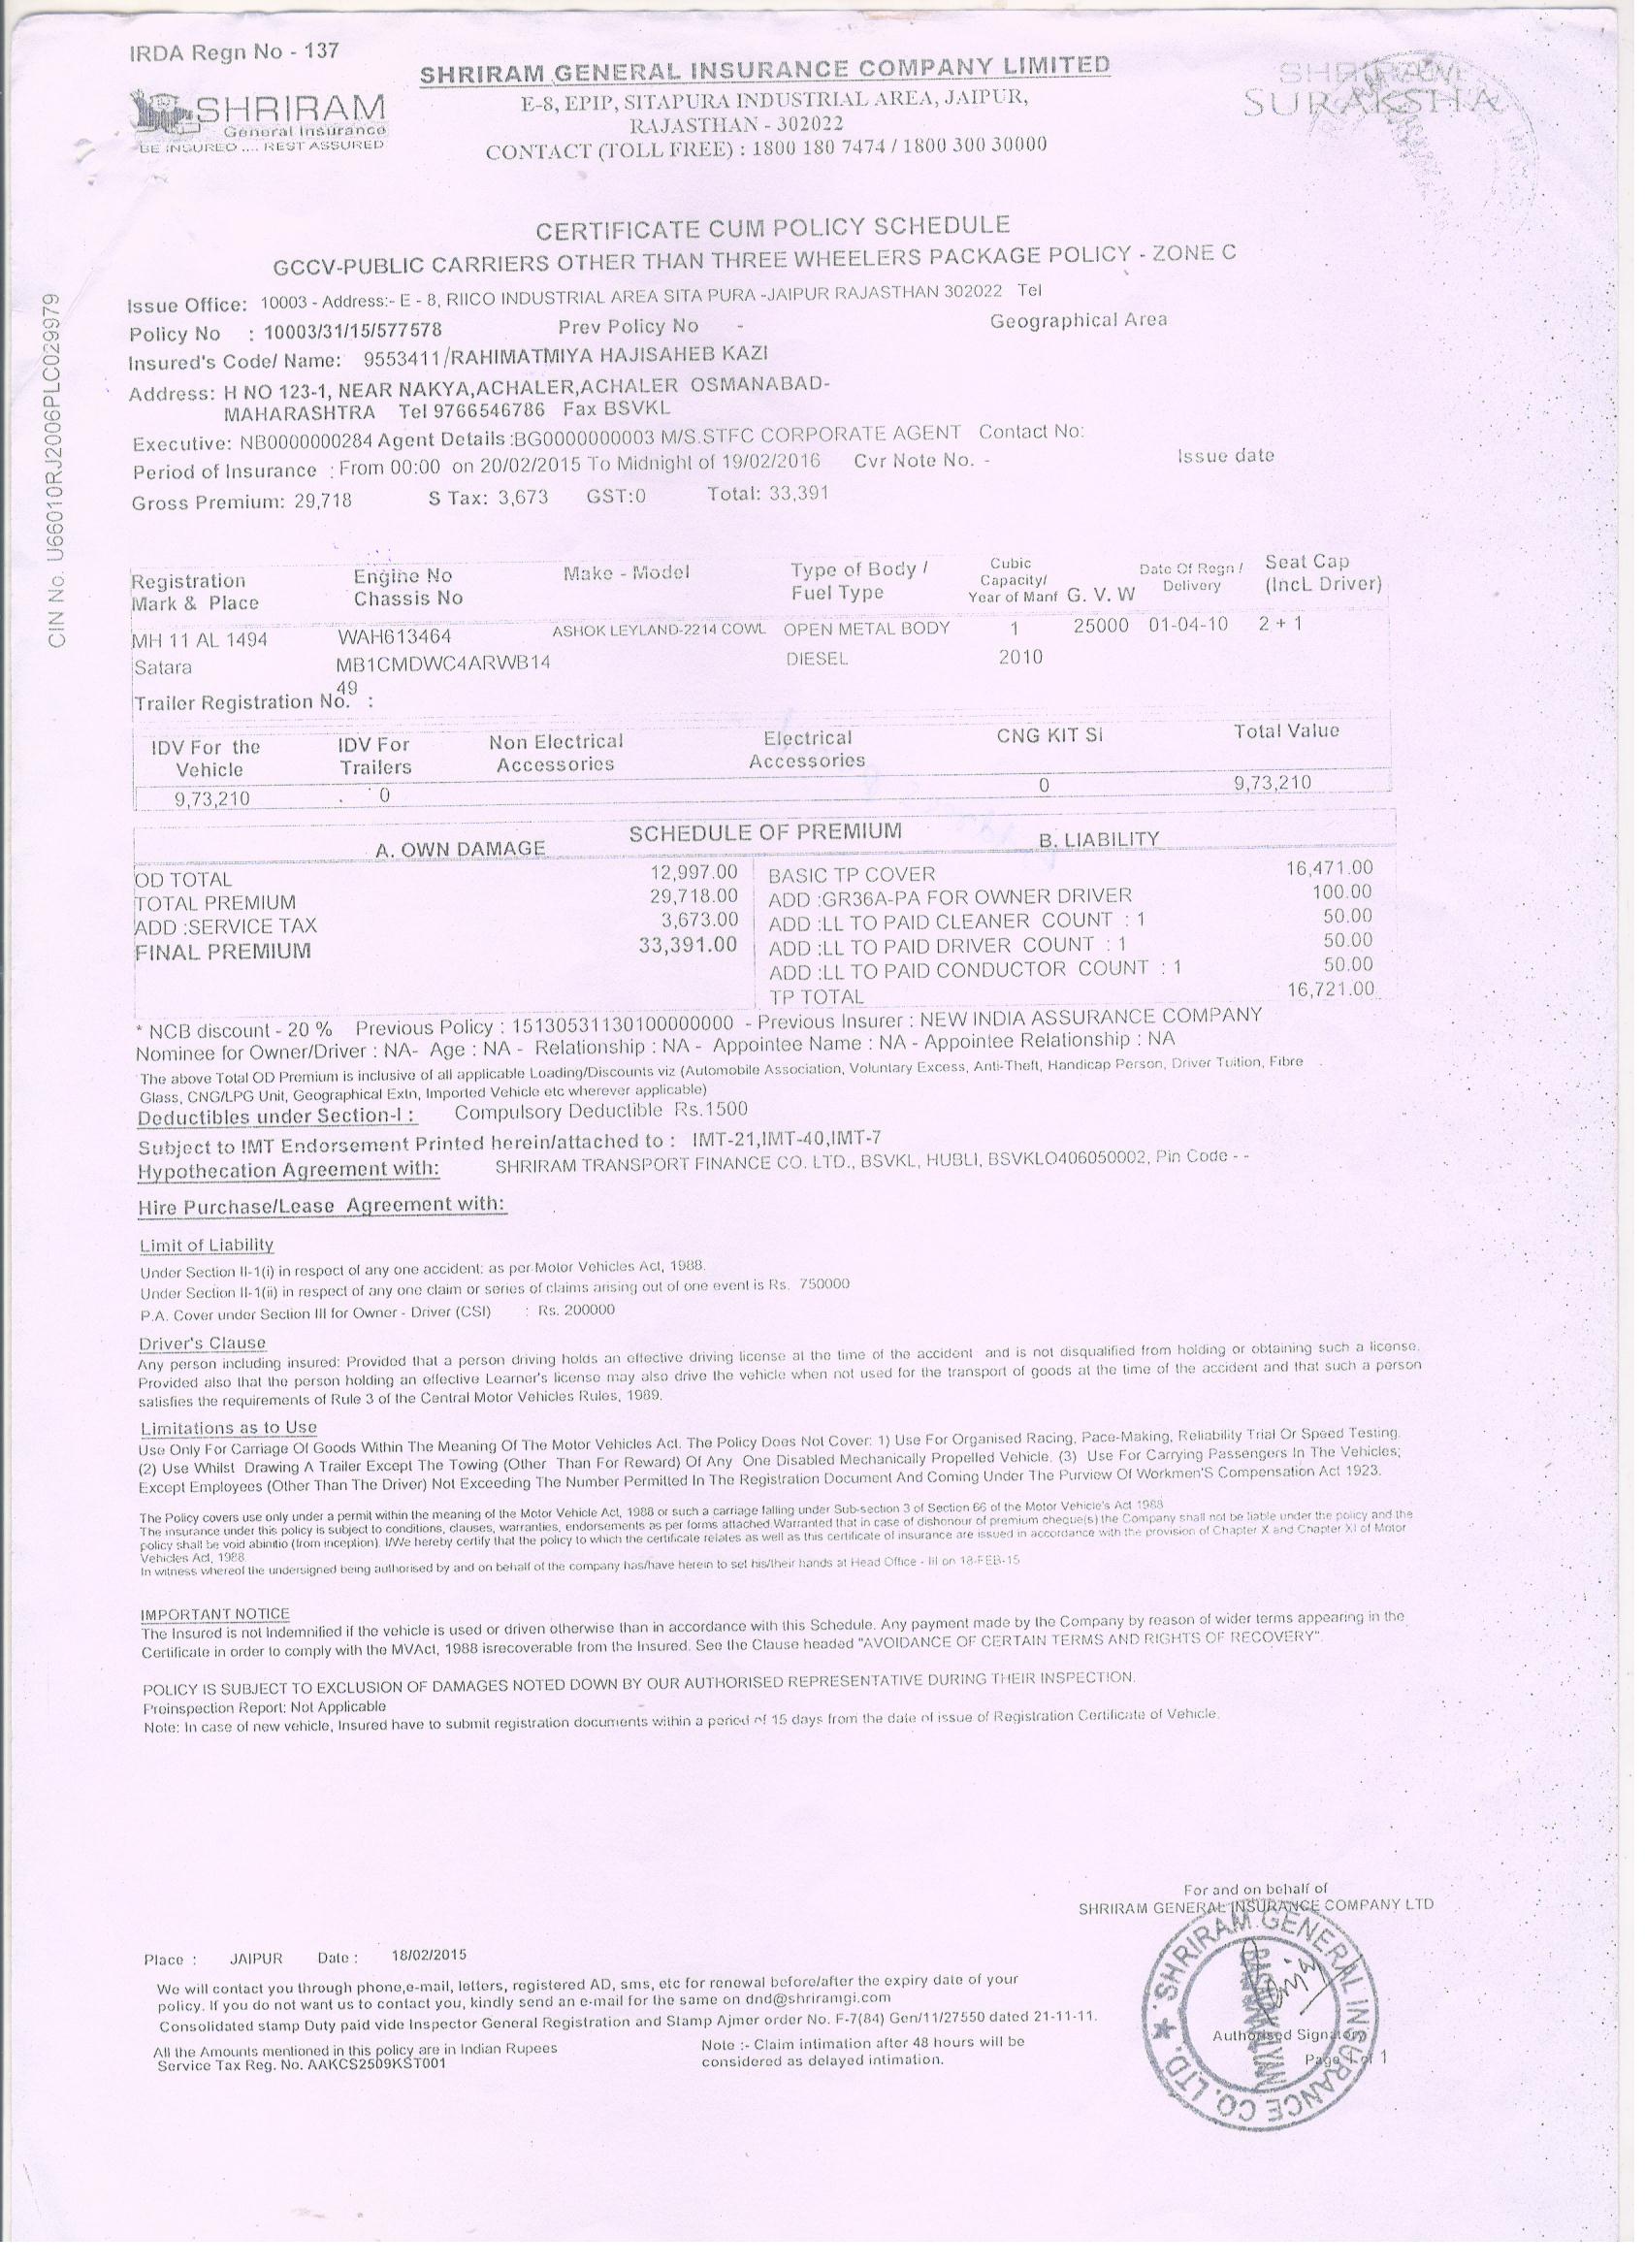 IRDA Regn No - 137
SHRIRAM
General Insurance
BE INSURED .... REST ASSURED
SHRIRAM GENERAL INSURANCE COMPANY LIMITED
E-8, EPIP, SITAPURA INDUSTRIAL AREA, JAIPUR,
RAJASTHAN - 302022
CONTACT (TOLL FREE) : 1800 180 7474 / 1800 300 30000
SURAKSHA
CERTIFICATE CUM POLICY SCHEDULE
GCCV-PUBLIC CARRIERS OTHER THAN THREE WHEELERS PACKAGE POLICY - ZONE C
CIN No. U66010RJ2006PLC029979
Issue Office: 10003 - Address:- E - 8, RIICO INDUSTRIAL AREA SITA PURA -JAIPUR RAJASTHAN 302022 Tel
Policy No : 10003/31/15/577578 Prev Policy No - Geographical Area
Insured's Code/ Name: 9553411/RAHIMATMIYA HAJISAHEB KAZI
Address: H NO 123-1, NEAR NAKYA,ACHALER,ACHALER OSMANABAD-
MAHARASHTRA Tel 9766546786 Fax BSVKL
Executive: NB0000000284 Agent Details :BG0000000003 M/S.STFC CORPORATE AGENT Contact No:
Period of Insurance : From 00:00 on 20/02/2015 To Midnight of 19/02/2016 Cvr Note No. - Issue date
Gross Premium: 29,718 S Tax: 3,673 GST:0 Total: 33,391
Registration Engine No Make - Model Type of Body / Cubic Date Of Regn / Seat Cap
Mark & Place Chassis No Fuel Type Capacity/ Year of Manf G. V. W Delivery (IncL Driver)
MH 11 AL 1494 WAH613464 ASHOK LEYLAND-2214 COWL OPEN METAL BODY 1 25000 01-04-10 2 + 1
Satara MB1CMDWC4ARWB14 DIESEL 2010
49
Trailer Registration No. :
IDV For the IDV For Non Electrical Electrical CNG KIT SI Total Value
Vehicle Trailers Accessories Accessories
9,73,210 0 0 9,73,210
SCHEDULE OF PREMIUM
A. OWN DAMAGE B. LIABILITY
OD TOTAL 12,997.00 BASIC TP COVER 16,471.00
TOTAL PREMIUM 29,718.00 ADD :GR36A-PA FOR OWNER DRIVER 100.00
ADD :SERVICE TAX 3,673.00 ADD :LL TO PAID CLEANER COUNT : 1 50.00
FINAL PREMIUM 33,391.00 ADD :LL TO PAID DRIVER COUNT : 1 50.00
ADD :LL TO PAID CONDUCTOR COUNT : 1 50.00
TP TOTAL 16,721.00
* NCB discount - 20 % Previous Policy : 15130531130100000000 - Previous Insurer : NEW INDIA ASSURANCE COMPANY
Nominee for Owner/Driver : NA- Age : NA - Relationship : NA - Appointee Name : NA - Appointee Relationship : NA
The above Total OD Premium is inclusive of all applicable Loading/Discounts viz (Automobile Association, Voluntary Excess, Anti-Theft, Handicap Person, Driver Tuition, Fibre
Glass, CNG/LPG Unit, Geographical Extn, Imported Vehicle etc wherever applicable)
Deductibles under Section-I : Compulsory Deductible Rs.1500
Subject to IMT Endorsement Printed herein/attached to : IMT-21,IMT-40,IMT-7
Hypothecation Agreement with: SHRIRAM TRANSPORT FINANCE CO. LTD., BSVKL, HUBLI, BSVKLO406050002, Pin Code - -
Hire Purchase/Lease Agreement with:
Limit of Liability
Under Section II-1(i) in respect of any one accident: as per Motor Vehicles Act, 1988.
Under Section II-1(ii) in respect of any one claim or series of claims arising out of one event is Rs. 750000
P.A. Cover under Section III for Owner - Driver (CSI) : Rs. 200000
Driver's Clause
Any person including insured: Provided that a person driving holds an effective driving license at the time of the accident and is not disqualified from holding or obtaining such a license.
Provided also that the person holding an effective Learner's license may also drive the vehicle when not used for the transport of goods at the time of the accident and that such a person
satisfies the requirements of Rule 3 of the Central Motor Vehicles Rules, 1989.
Limitations as to Use
Use Only For Carriage Of Goods Within The Meaning Of The Motor Vehicles Act. The Policy Does Not Cover: 1) Use For Organised Racing, Pace-Making, Reliability Trial Or Speed Testing.
(2) Use Whilst Drawing A Trailer Except The Towing (Other Than For Reward) Of Any One Disabled Mechanically Propelled Vehicle. (3) Use For Carrying Passengers In The Vehicles;
Except Employees (Other Than The Driver) Not Exceeding The Number Permitted In The Registration Document And Coming Under The Purview Of Workmen'S Compensation Act 1923.
The Policy covers use only under a permit within the meaning of the Motor Vehicle Act, 1988 or such a carriage falling under Sub-section 3 of Section 66 of the Motor Vehicle's Act 1988
The insurance under this policy is subject to conditions, clauses, warranties, endorsements as per forms attached Warranted that in case of dishonour of premium cheque(s) the Company shall not be liable under the policy and the
policy shall be void abinitio (from inception). I/We hereby certify that the policy to which the certificate relates as well as this certificate of insurance are issued in accordance with the provision of Chapter X and Chapter XI of Motor
Vehicles Act, 1988
In witness whereof the undersigned being authorised by and on behalf of the company has/have herein to set his/their hands at Head Office - III on 18-FEB-15
IMPORTANT NOTICE
The Insured is not Indemnified if the vehicle is used or driven otherwise than in accordance with this Schedule. Any payment made by the Company by reason of wider terms appearing in the
Certificate in order to comply with the MVAct, 1988 isrecoverable from the Insured. See the Clause headed "AVOIDANCE OF CERTAIN TERMS AND RIGHTS OF RECOVERY".
POLICY IS SUBJECT TO EXCLUSION OF DAMAGES NOTED DOWN BY OUR AUTHORISED REPRESENTATIVE DURING THEIR INSPECTION.
Preinspection Report: Not Applicable
Note: In case of new vehicle, Insured have to submit registration documents within a period of 15 days from the date of issue of Registration Certificate of Vehicle.
For and on behalf of
SHRIRAM GENERAL INSURANCE COMPANY LTD
Place : JAIPUR Date : 18/02/2015
We will contact you through phone,e-mail, letters, registered AD, sms, etc for renewal before/after the expiry date of your
policy. If you do not want us to contact you, kindly send an e-mail for the same on dnd@shriramgi.com
Consolidated stamp Duty paid vide Inspector General Registration and Stamp Ajmer order No. F-7(84) Gen/11/27550 dated 21-11-11.
All the Amounts mentioned in this policy are in Indian Rupees
Service Tax Reg. No. AAKCS2509KST001
Note :- Claim intimation after 48 hours will be
considered as delayed intimation.
SHRIRAM GENERAL INSURANCE CO. LTD.
Authorised Signatory
Page 1 of 1